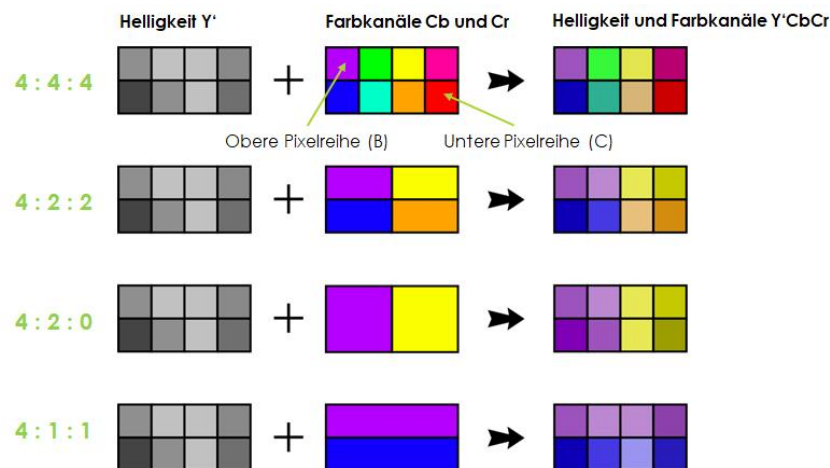 Helligkeit Y‘ Farbkanäle Cb und Cr Helligkeit und Farbkanäle Y‘CbCr
4 : 4 : 4
Obere Pixelreihe (B) Untere Pixelreihe (C)
4 : 2 : 2
4 : 2 : 0
4 : 1 : 1